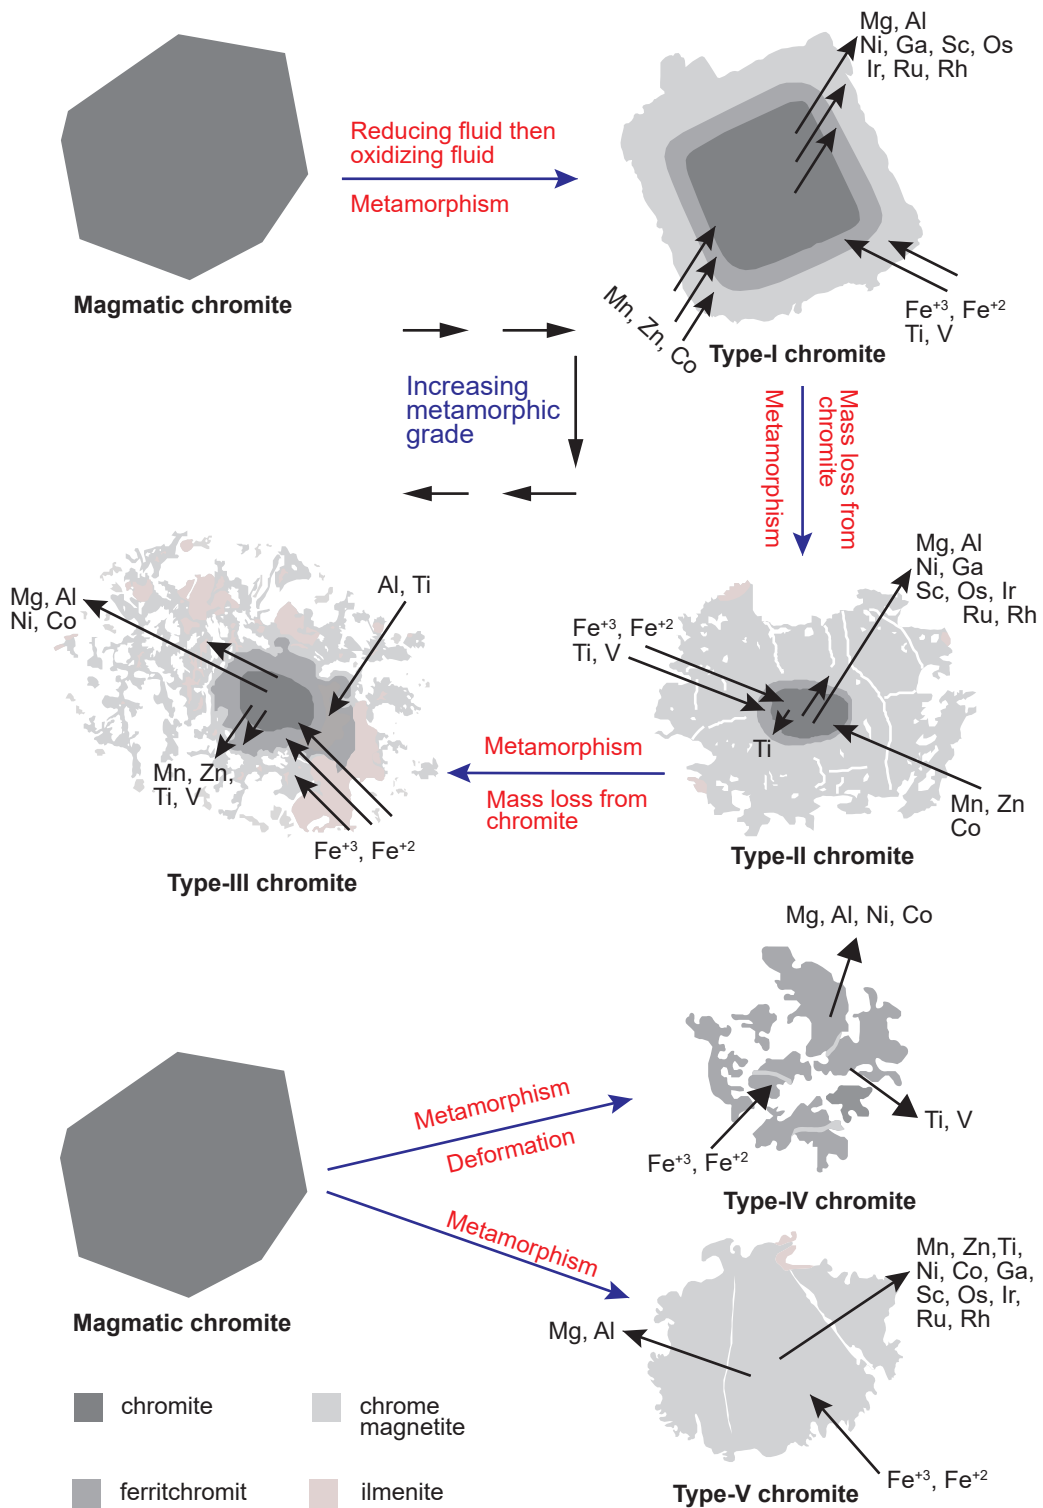 Mg, Al
Ni, Ga, Sc, Os
Ir, Ru, Rh
Reducing fluid then
oxidizing fluid
Metamorphism
Magmatic chromite
Mn, Zn, Co
Fe+3, Fe+2
Ti, V
Type-I chromite
Increasing
metamorphic
grade
Mass loss from
chromite
Metamorphism
Mg, Al
Ni, Ga
Sc, Os, Ir
Ru, Rh
Fe+3, Fe+2
Ti, V
Ti
Mn, Zn
Co
Type-II chromite
Metamorphism
Mass loss from
chromite
Mg, Al
Ni, Co
Al, Ti
Mn, Zn,
Ti, V
Fe+3, Fe+2
Type-III chromite
Mg, Al, Ni, Co
Ti, V
Fe+3, Fe+2
Type-IV chromite
Metamorphism
Deformation
Metamorphism
Magmatic chromite
Mn, Zn,Ti,
Ni, Co, Ga,
Sc, Os, Ir,
Ru, Rh
Mg, Al
Fe+3, Fe+2
Type-V chromite
chromite
chrome
magnetite
ferritchromit
ilmenite